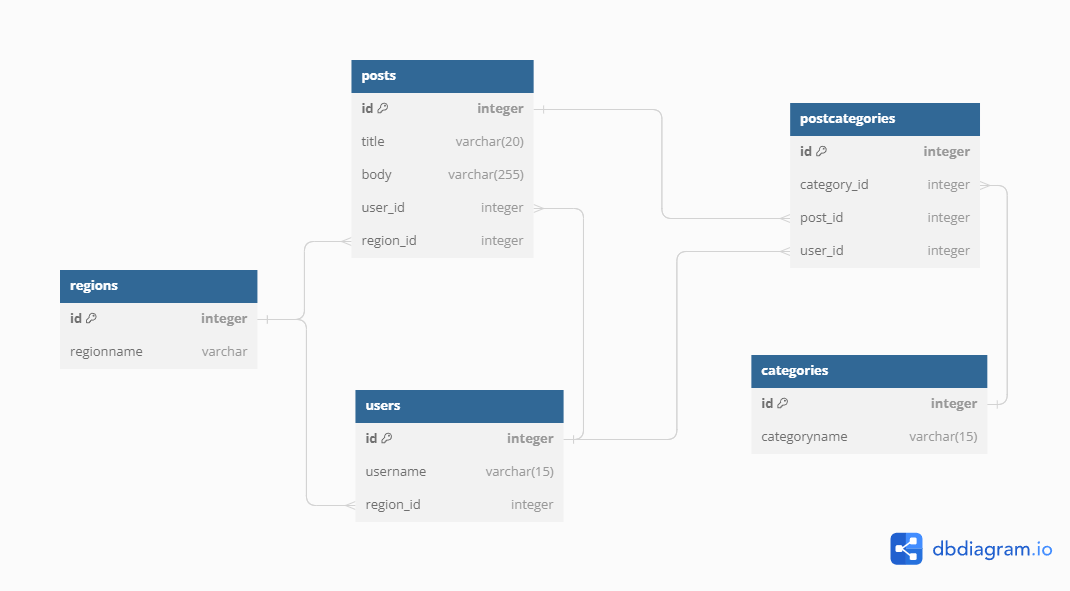 posts
id integer
title varchar(20)
body varchar(255)
user_id integer
region_id integer
postcategories
id integer
category_id integer
post_id integer
user_id integer
regions
id integer
regionname varchar
users
id integer
username varchar(15)
region_id integer
categories
id integer
categoryname varchar(15)
dbdiagram.io